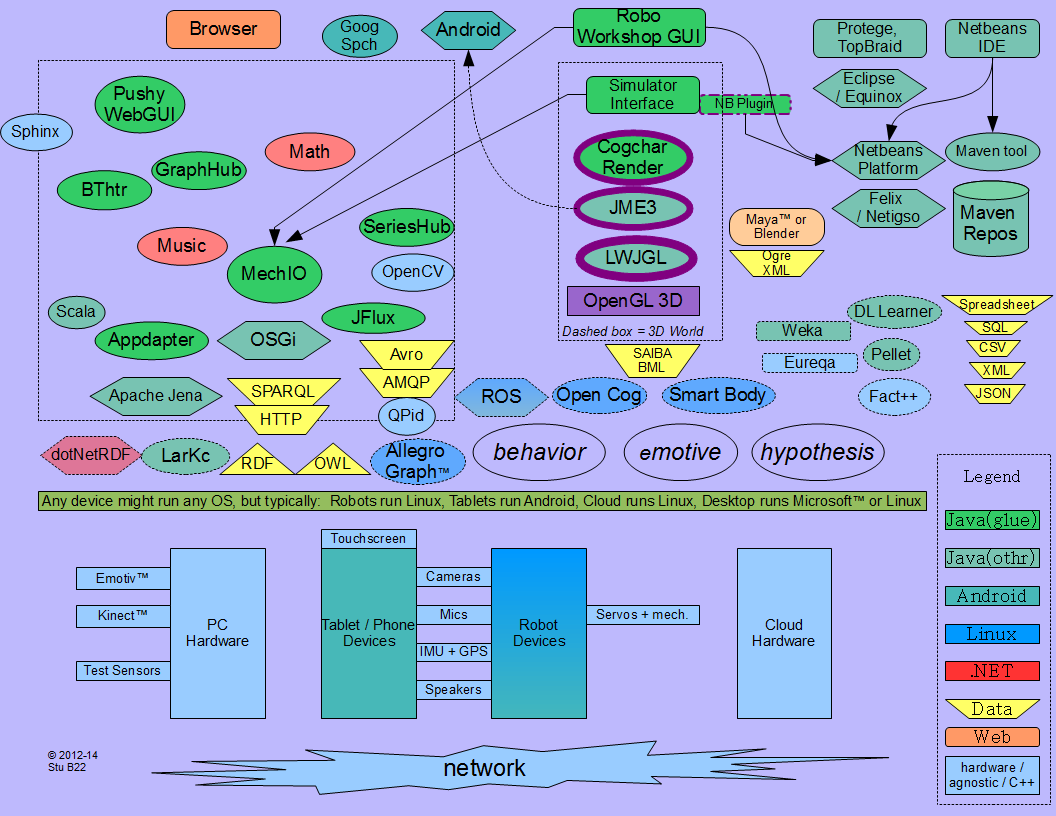 Browser
Goog
Spch
Android
Robo
Workshop GUI
Protege,
TopBraid
Netbeans
IDE
Pushy
WebGUI
Simulator
Interface
NB Plugin
Eclipse
/ Equinox
Sphinx
Math
Cogchar
Render
Netbeans
Platform
Maven tool
GraphHub
BThtr
JME3
Felix
/ Netigso
Maven
Repos
SeriesHub
Maya™ or
Blender
Music
MechIO
OpenCV
LWJGL
Ogre
XML
OpenGL 3D
Scala
JFlux
Dashed box = 3D World
DL Learner
Spreadsheet
Appdapter
OSGi
Weka
SQL
Avro
SAIBA
BML
Eureqa
Pellet
CSV
XML
AMQP
Apache Jena
SPARQL
ROS
Open Cog
Smart Body
Fact++
JSON
HTTP
QPid
dotNetRDF
LarKc
RDF
OWL
Allegro
Graph™
behavior
emotive
hypothesis
Any device might run any OS, but typically:  Robots run Linux, Tablets run Android, Cloud runs Linux, Desktop runs Microsoft™ or Linux
Legend
Java(glue)
Java(othr)
Android
Linux
.NET
Data
Web
hardware /
agnostic / C++
Touchscreen
Emotiv™
Kinect™
Test Sensors
PC
Hardware
Tablet / Phone
Devices
Cameras
Mics
IMU + GPS
Speakers
Robot
Devices
Servos + mech.
Cloud
Hardware
© 2012-14
Stu B22
network